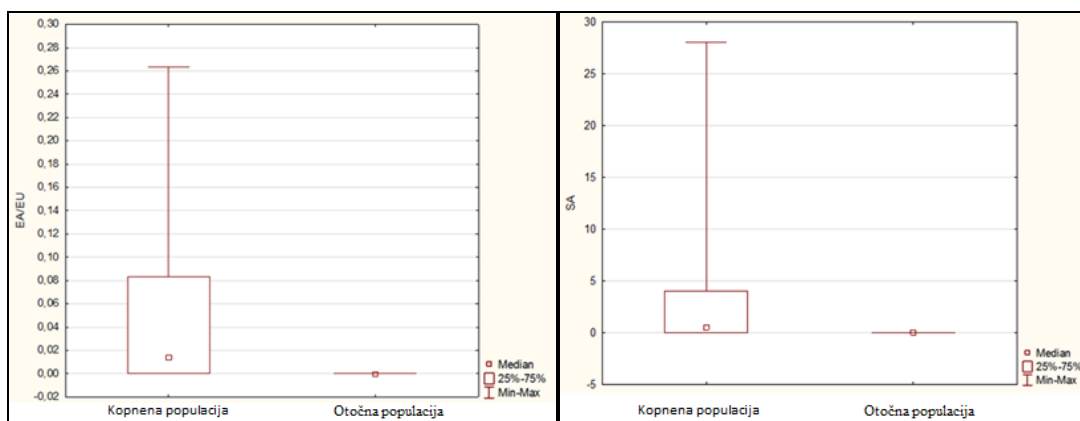 0,30
0,28
0,26
0,24
0,22
0,20
0,18
0,16
0,14
0,12
0,10
0,08
0,06
0,04
0,02
0,00
-0,02
EA/EU
Kopnena populacija
Otočna populacija
Median
25%-75%
Min-Max
30
25
20
15
10
5
0
-5
SA
Kopnena populacija
Otočna populacija
Median
25%-75%
Min-Max